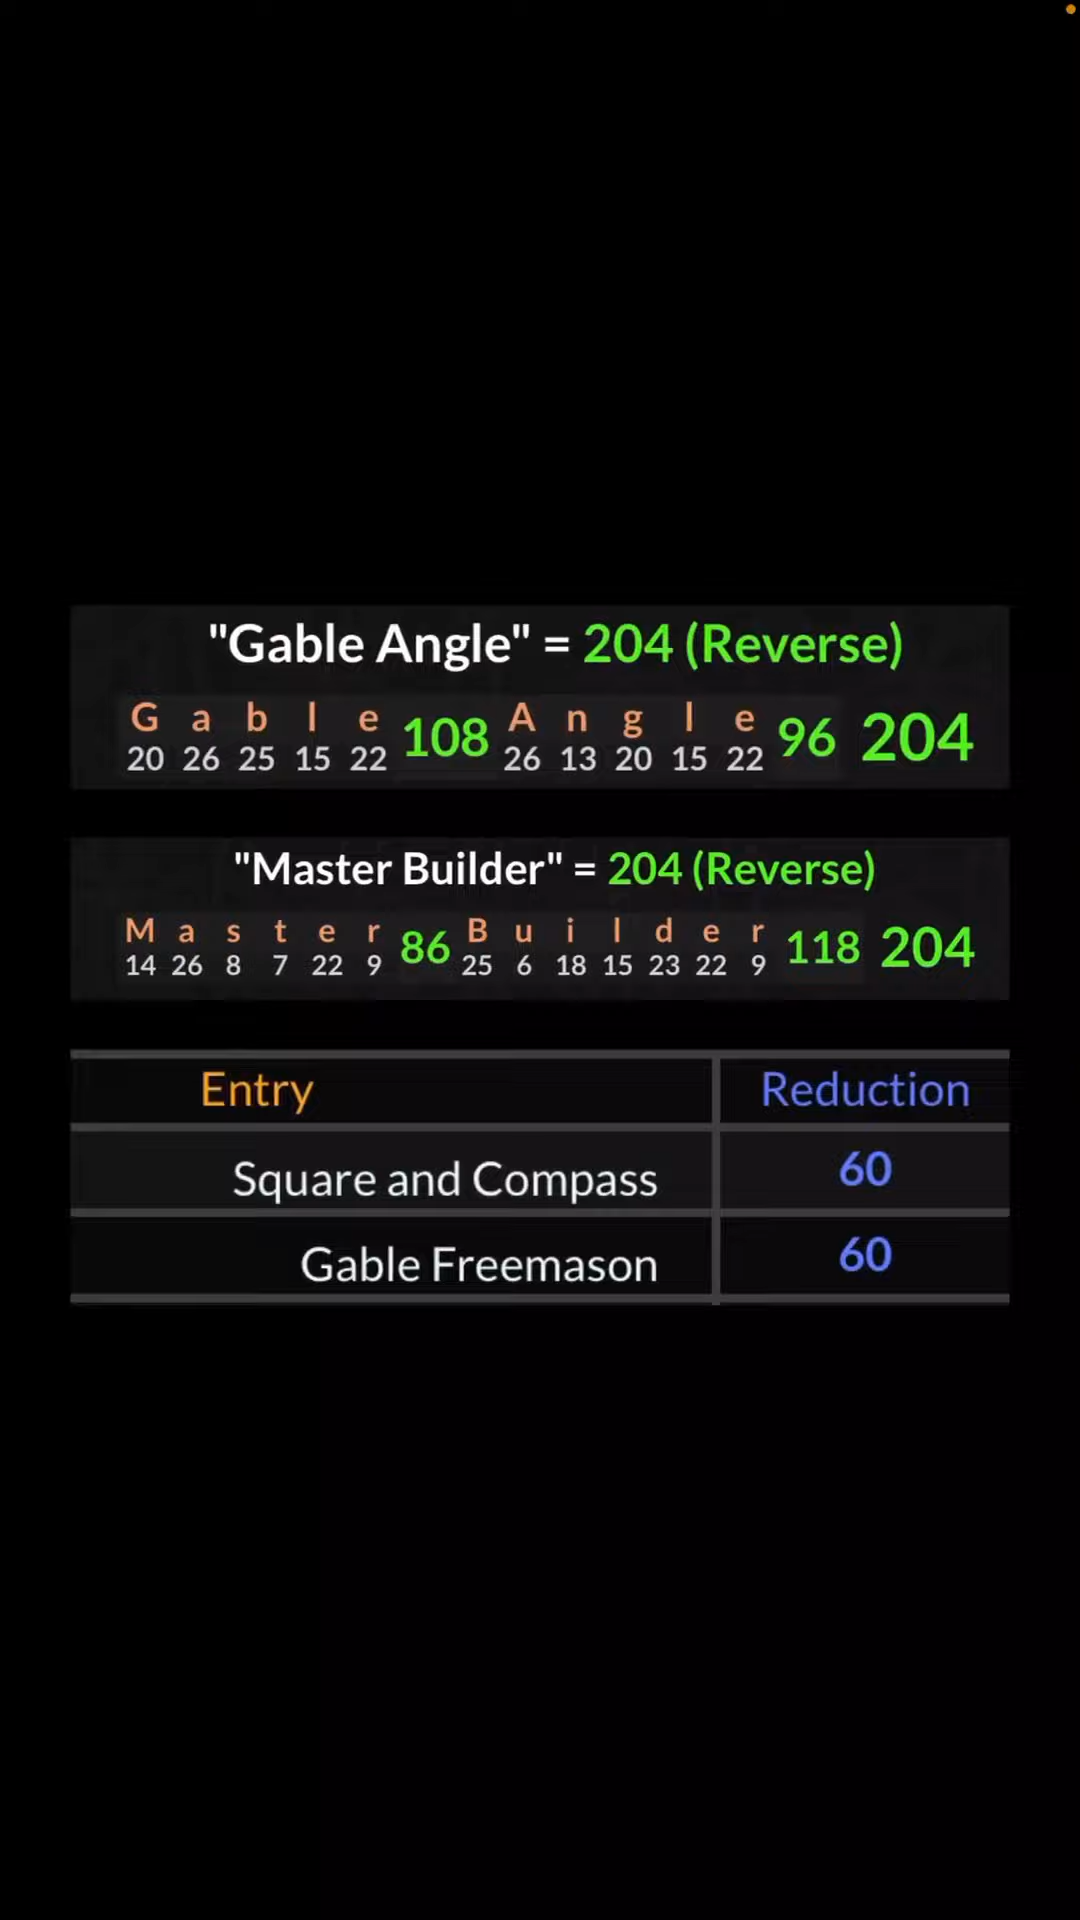 "Gable Angle" = 204 (Reverse)
G a b l e 108 A n g l e 96 204
20 26 25 15 22 26 13 20 15 22
"Master Builder" = 204 (Reverse)
M a s t e r 86 B u i l d e r 118 204
14 26 8 7 22 9 25 6 18 15 23 22 9
Entry Reduction
Square and Compass 60
Gable Freemason 60